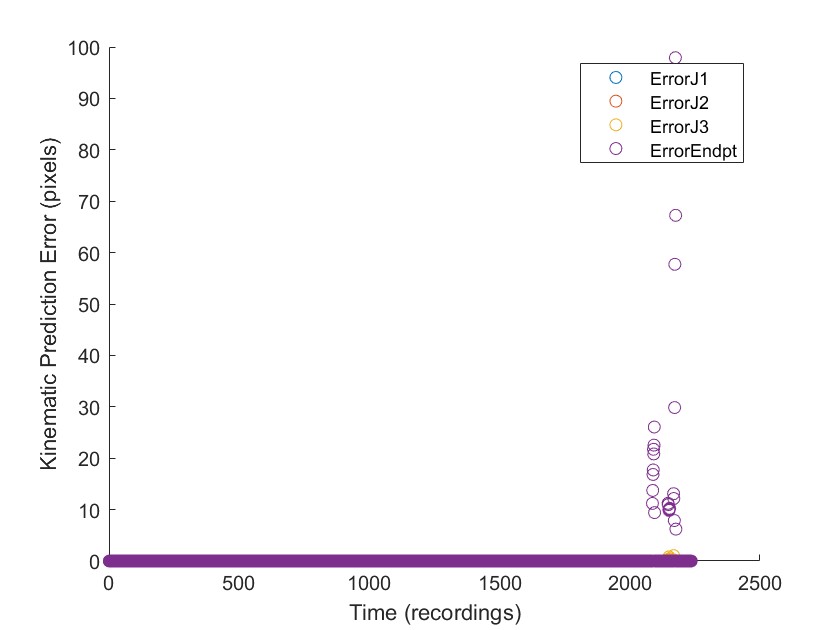 100
90
80
70
60
50
40
30
20
10
0
0 500 1000 1500 2000 2500
Kinematic Prediction Error (pixels)
Time (recordings)
ErrorJ1
ErrorJ2
ErrorJ3
ErrorEndpt